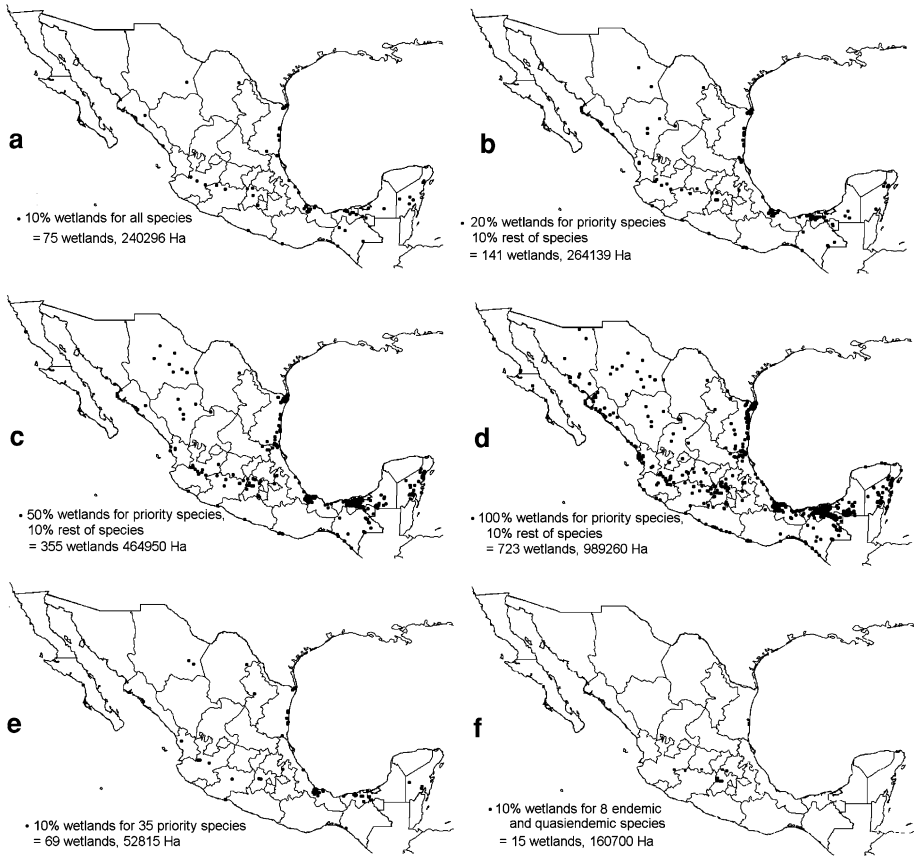 a
• 10% wetlands for all species
= 75 wetlands, 240296 Ha
b
• 20% wetlands for priority species
10% rest of species
= 141 wetlands, 264139 Ha
c
• 50% wetlands for priority species,
10% rest of species
= 355 wetlands 464950 Ha
d
• 100% wetlands for priority species,
10% rest of species
= 723 wetlands, 989260 Ha
e
• 10% wetlands for 35 priority species
= 69 wetlands, 52815 Ha
f
• 10% wetlands for 8 endemic
and quasiendemic species
= 15 wetlands, 160700 Ha